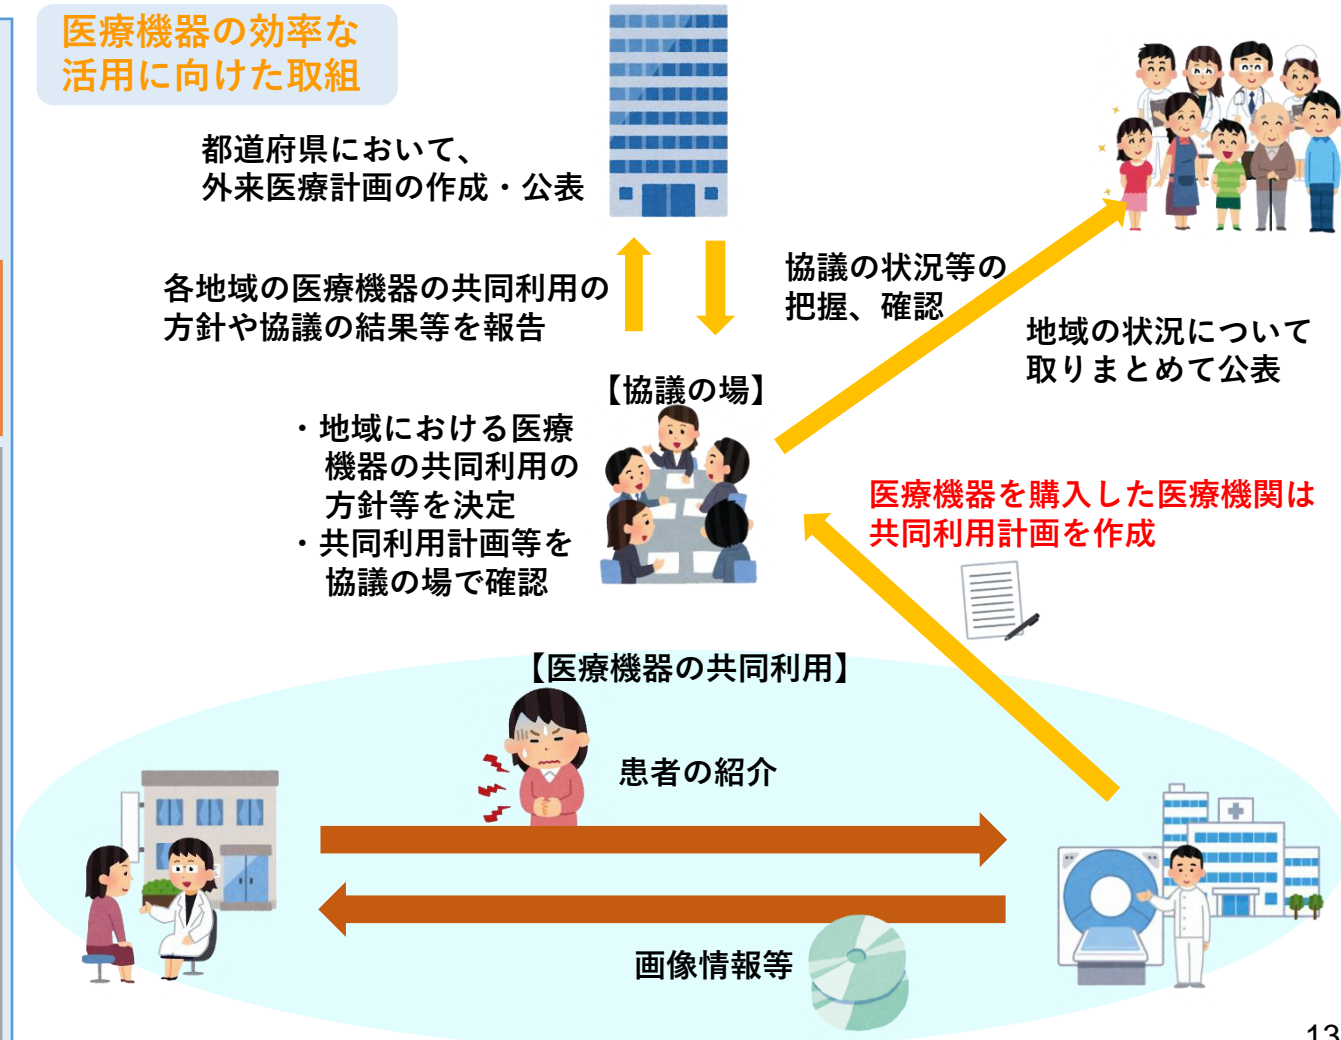 医療機器の効率な
活用に向けた取組
都道府県において、
外来医療計画の作成・公表
各地域の医療機器の共同利用の
方針や協議の結果等を報告
協議の状況等の
把握、確認
地域の状況について
取りまとめて公表
【協議の場】
・地域における医療
機器の共同利用の
方針等を決定
・共同利用計画等を
協議の場で確認
医療機器を購入した医療機関は
共同利用計画を作成
【医療機器の共同利用】
患者の紹介
画像情報等
13